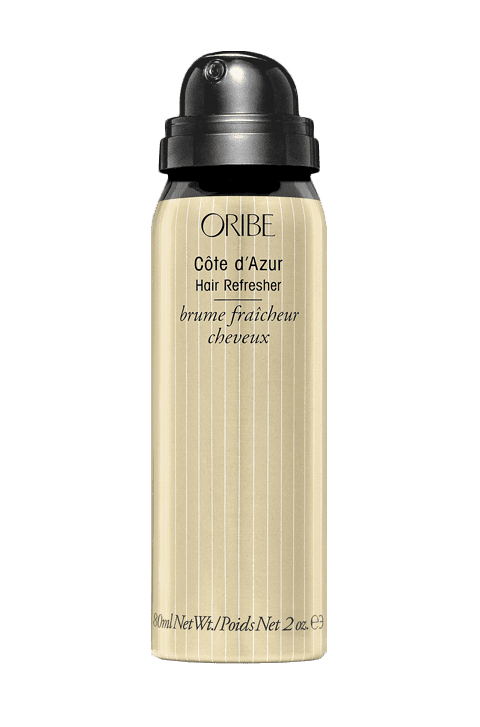 ORIBE
Côte d'Azur
Hair Refresher
brume fraîcheur
cheveux
80ml Net Wt./Poids Net 2 oz.